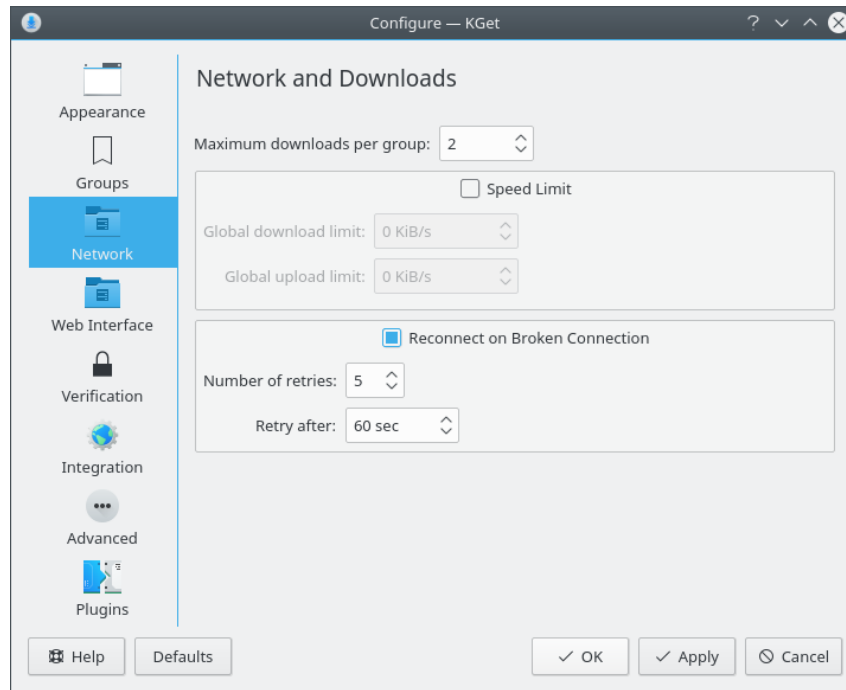 Configure — KGet
Appearance
Groups
Network
Web Interface
Verification
Integration
Advanced
Plugins
Network and Downloads
Maximum downloads per group: 2
Speed Limit
Global download limit: 0 KiB/s
Global upload limit: 0 KiB/s
Reconnect on Broken Connection
Number of retries: 5
Retry after: 60 sec
Help Defaults OK Apply Cancel